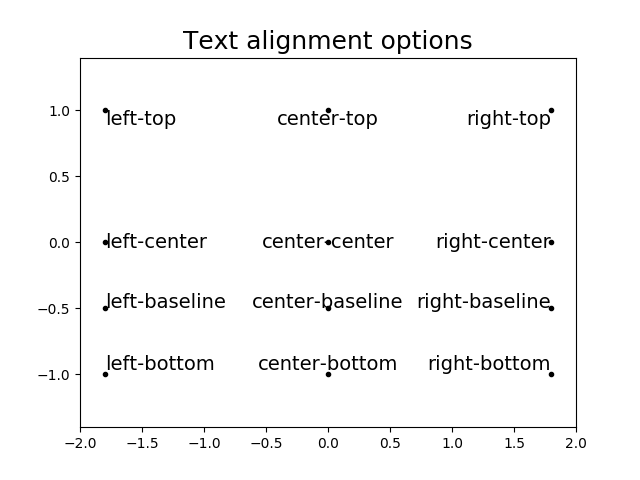 Text alignment options
1.0
left-top center-top right-top
0.5
0.0
left-center center-center right-center
−0.5
left-baseline center-baseline right-baseline
−1.0
left-bottom center-bottom right-bottom
−2.0 −1.5 −1.0 −0.5 0.0 0.5 1.0 1.5 2.0